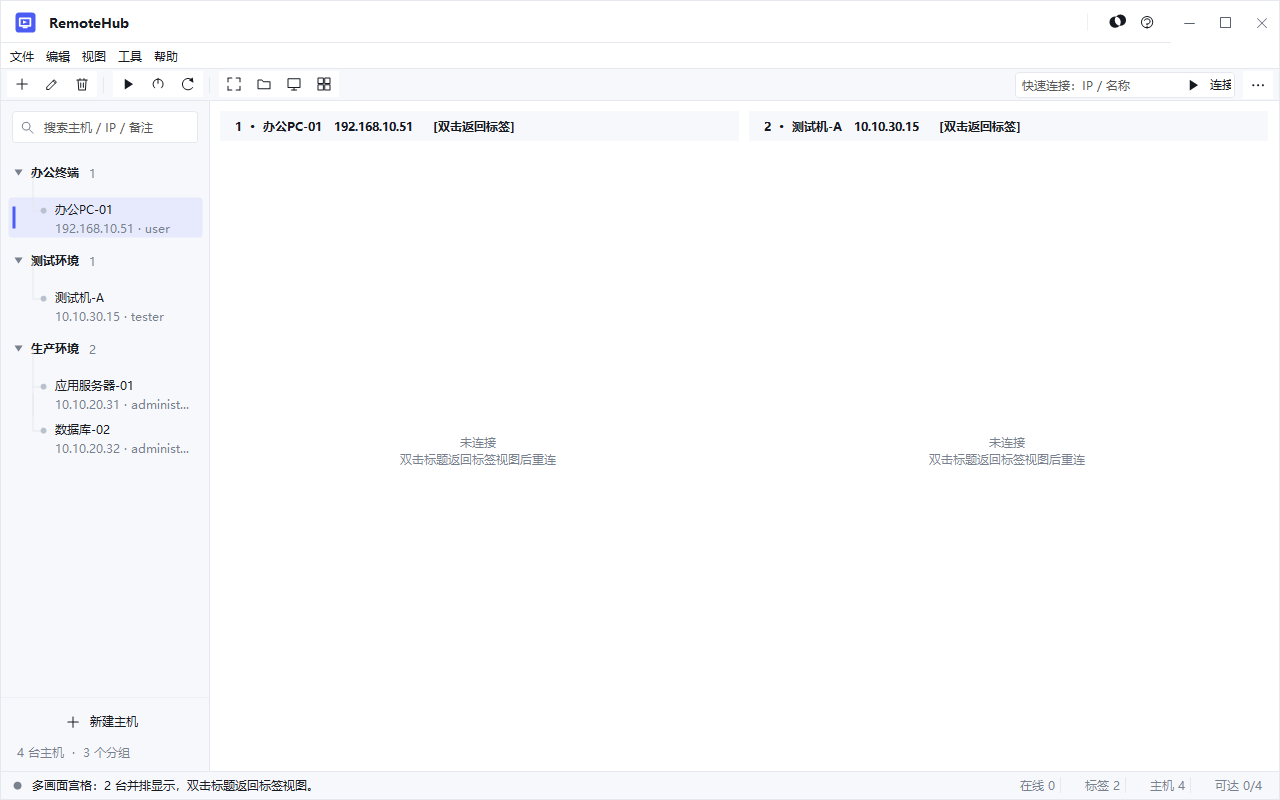 RemoteHub
文件 编辑 视图 工具 帮助
快速连接: IP / 名称 连接
搜索主机 / IP / 备注
办公终端 1
办公PC-01
192.168.10.51 · user
测试环境 1
测试机-A
10.10.30.15 · tester
生产环境 2
应用服务器-01
10.10.20.31 · administ...
数据库-02
10.10.20.32 · administ...
新建主机
4 台主机 · 3 个分组
1 • 办公PC-01 192.168.10.51 [双击返回标签]
未连接
双击标题返回标签视图后重连
2 • 测试机-A 10.10.30.15 [双击返回标签]
未连接
双击标题返回标签视图后重连
多画面宫格: 2 台并排显示, 双击标题返回标签视图。
在线 0 标签 2 主机 4 可达 0/4